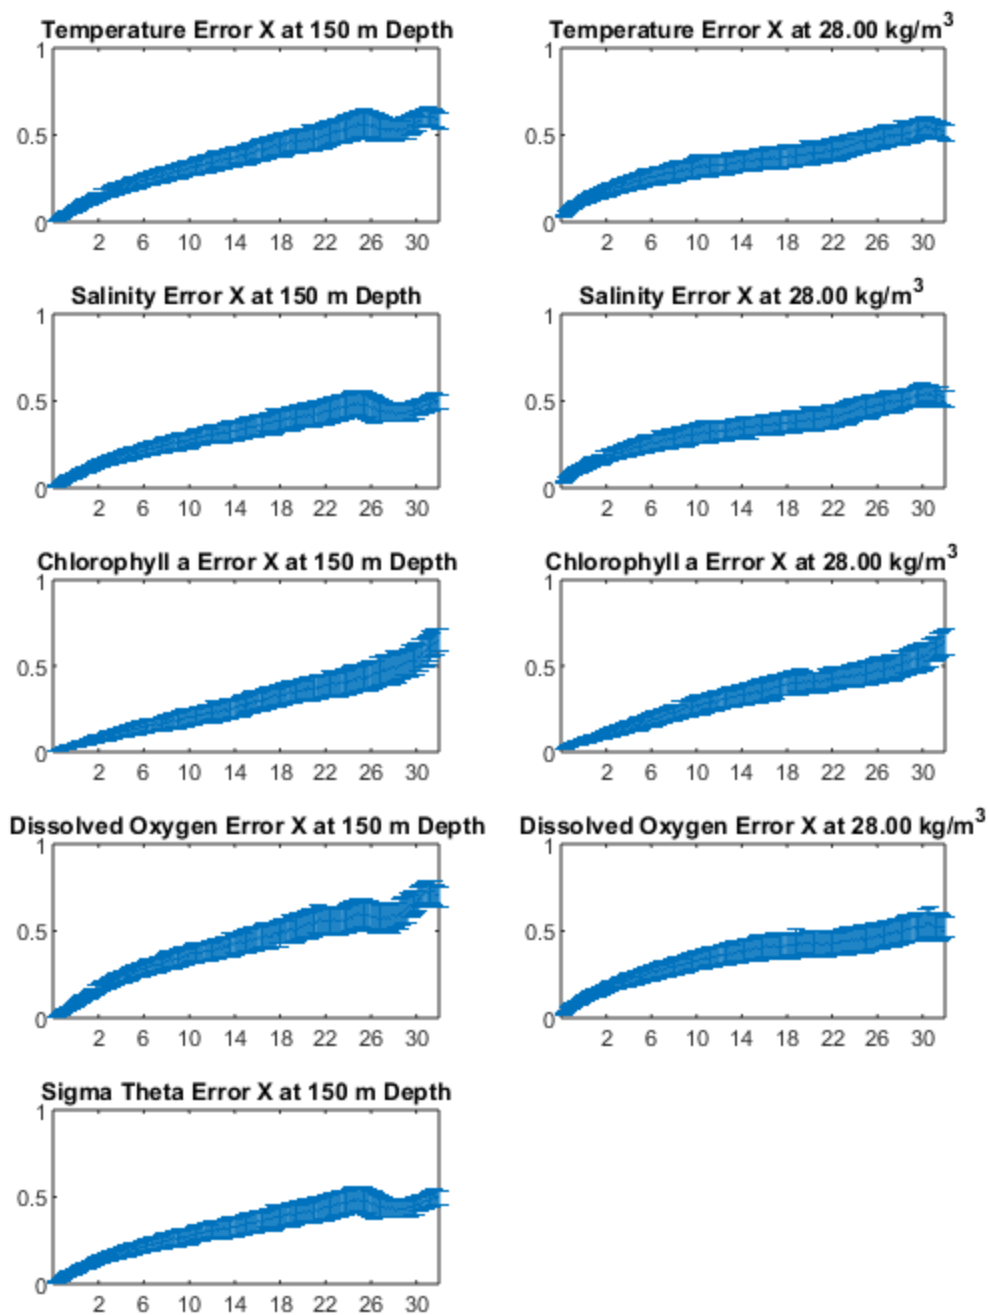 Temperature Error X at 150 m Depth
1
0.5
0
2 6 10 14 18 22 26 30
Temperature Error X at 28.00 kg/m³
1
0.5
0
2 6 10 14 18 22 26 30
Salinity Error X at 150 m Depth
1
0.5
0
2 6 10 14 18 22 26 30
Salinity Error X at 28.00 kg/m³
1
0.5
0
2 6 10 14 18 22 26 30
Chlorophyll a Error X at 150 m Depth
1
0.5
0
2 6 10 14 18 22 26 30
Chlorophyll a Error X at 28.00 kg/m³
1
0.5
0
2 6 10 14 18 22 26 30
Dissolved Oxygen Error X at 150 m Depth
1
0.5
0
2 6 10 14 18 22 26 30
Dissolved Oxygen Error X at 28.00 kg/m³
1
0.5
0
2 6 10 14 18 22 26 30
Sigma Theta Error X at 150 m Depth
1
0.5
0
2 6 10 14 18 22 26 30